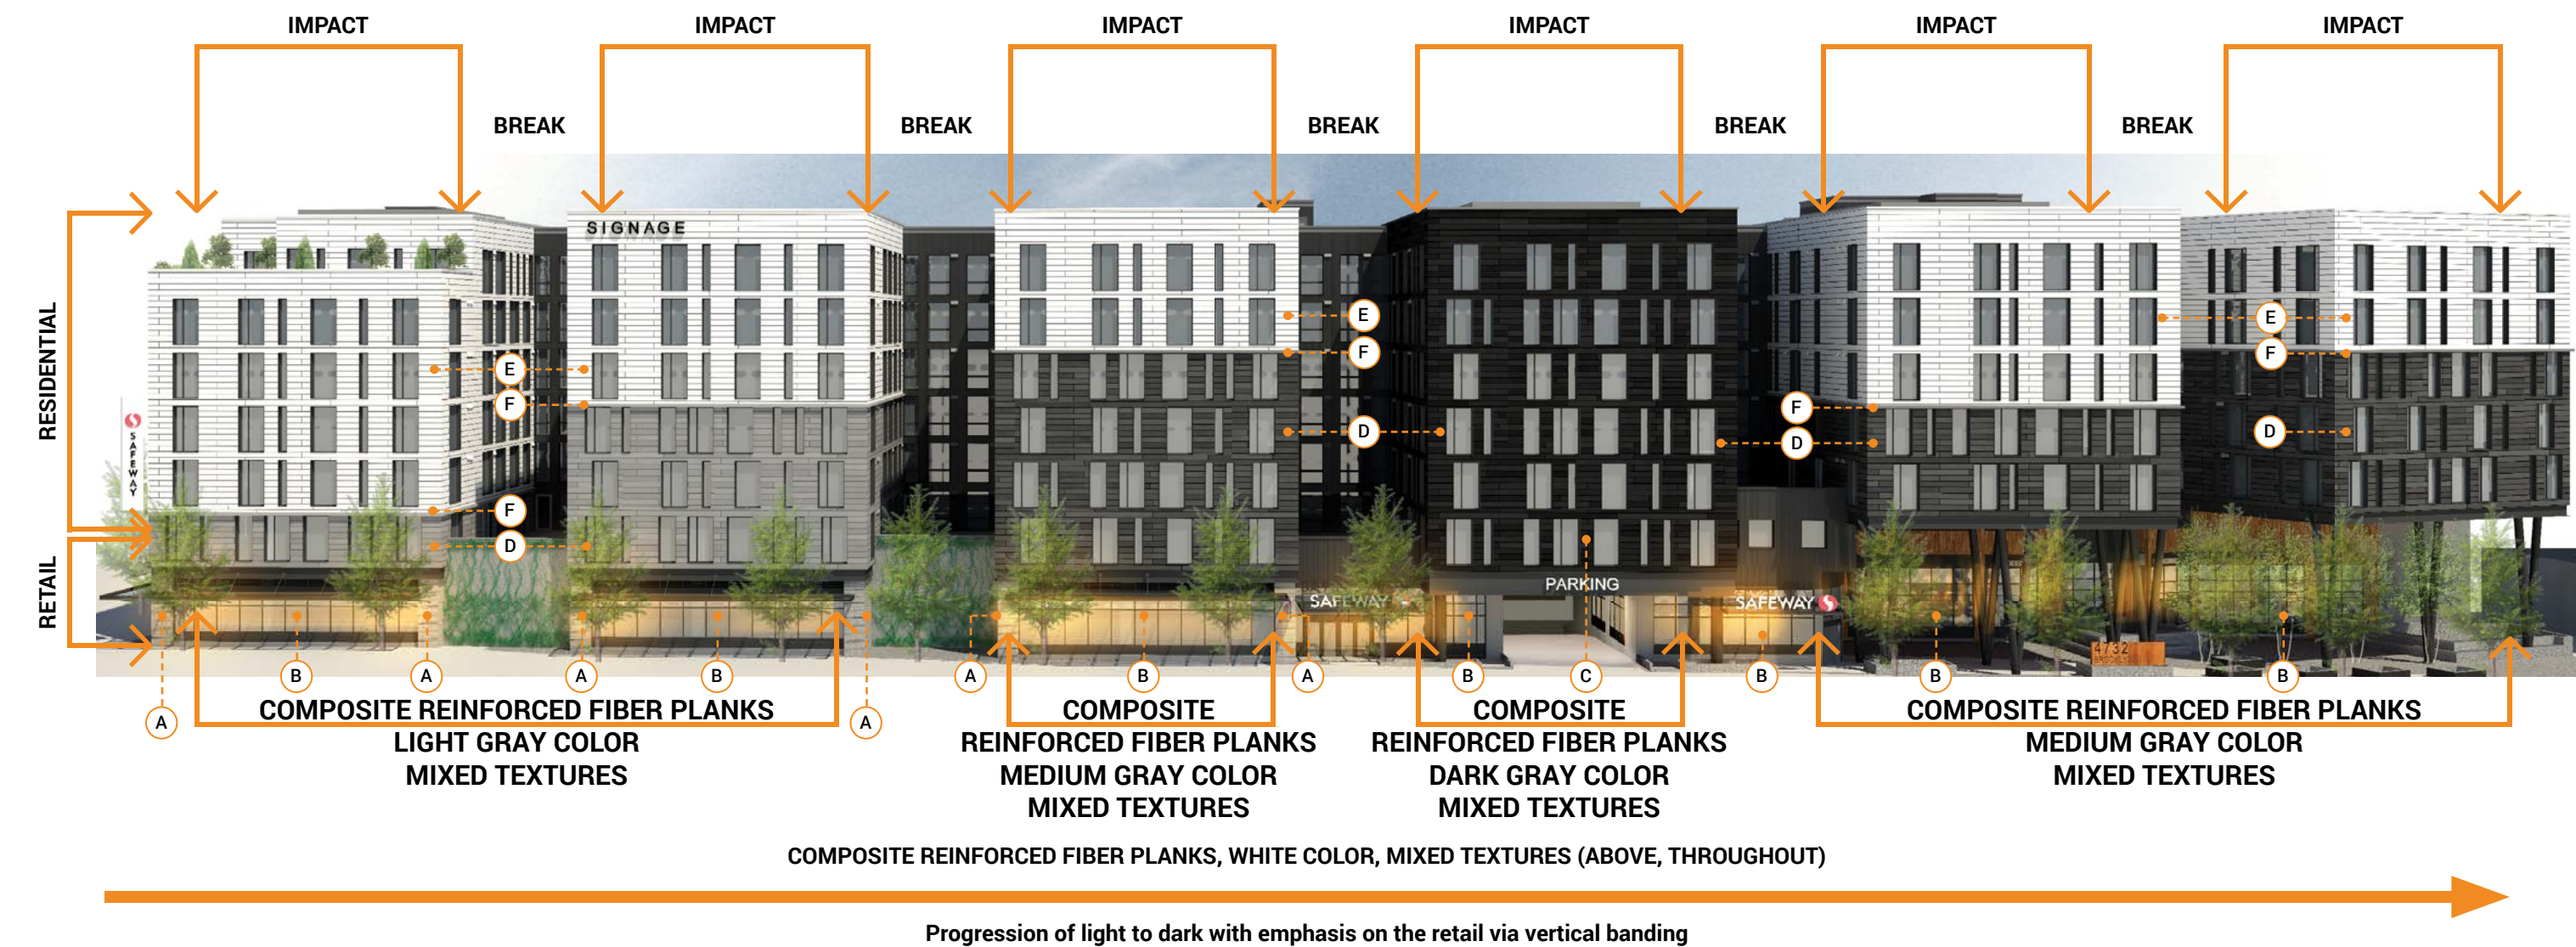 IMPACT
IMPACT
IMPACT
IMPACT
IMPACT
IMPACT
BREAK
BREAK
BREAK
BREAK
BREAK
SIGNAGE
RESIDENTIAL
E
F
E
F
E
F
D
F
D
D
SAFEWAY
F
D
RETAIL
PARKING
SAFEWAY
SAFEWAY
4732
BROOKLYN
B
A
A
B
A
B
A
B
C
B
B
B
A
A
COMPOSITE REINFORCED FIBER PLANKS
LIGHT GRAY COLOR
MIXED TEXTURES
COMPOSITE
REINFORCED FIBER PLANKS
MEDIUM GRAY COLOR
MIXED TEXTURES
COMPOSITE
REINFORCED FIBER PLANKS
DARK GRAY COLOR
MIXED TEXTURES
COMPOSITE REINFORCED FIBER PLANKS
MEDIUM GRAY COLOR
MIXED TEXTURES
COMPOSITE REINFORCED FIBER PLANKS, WHITE COLOR, MIXED TEXTURES (ABOVE, THROUGHOUT)
Progression of light to dark with emphasis on the retail via vertical banding